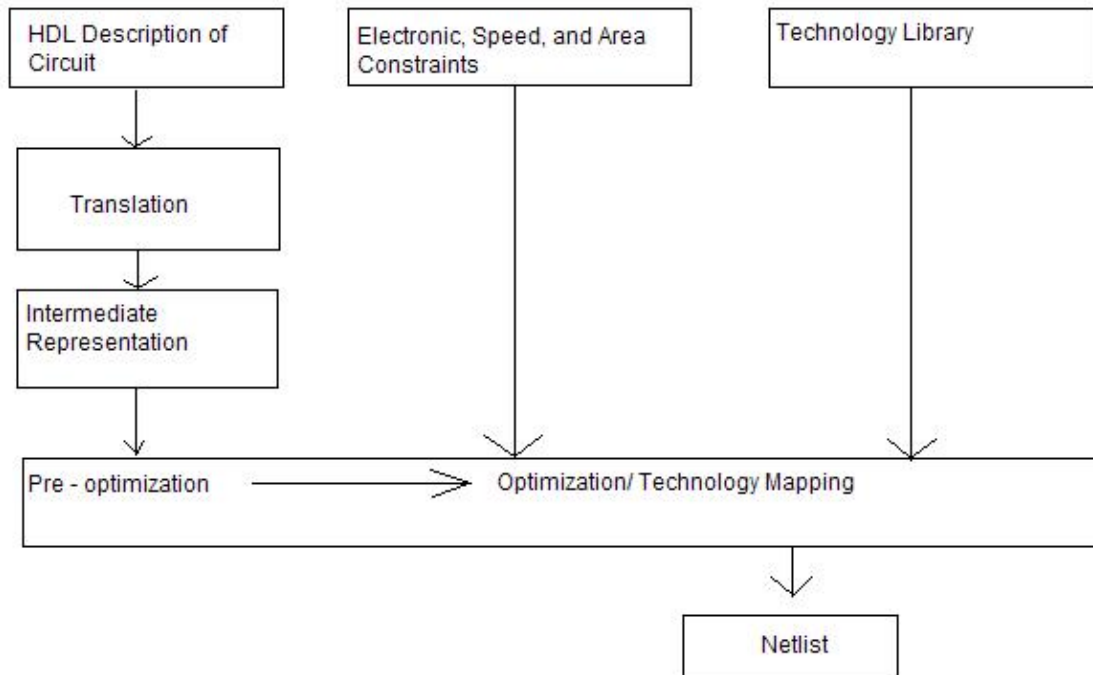 HDL Description of
Circuit
Electronic, Speed, and Area
Constraints
Technology Library
Translation
Intermediate
Representation
Pre - optimization
Optimization/ Technology Mapping
Netlist